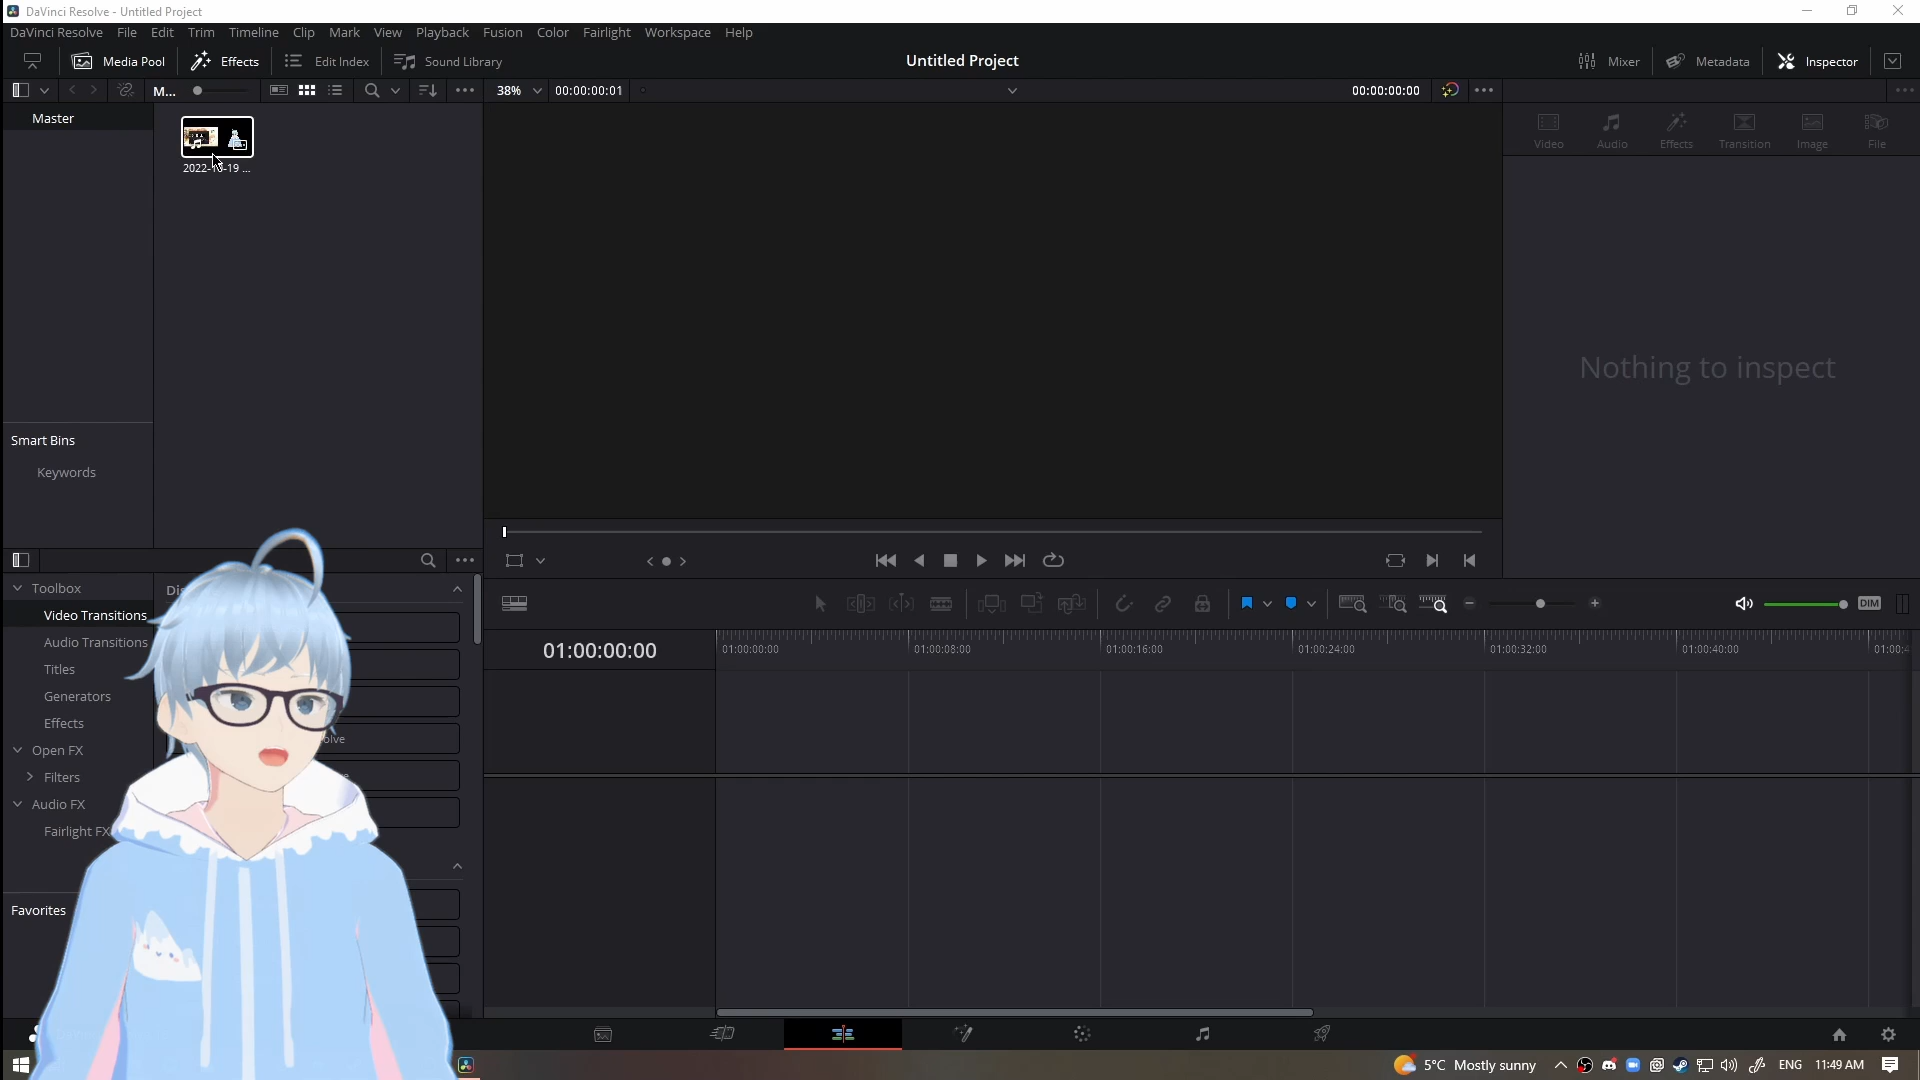 DaVinci Resolve - Untitled Project
DaVinci Resolve File Edit Trim Timeline Clip Mark View Playback Fusion Color Fairlight Workspace Help
Media Pool Effects Edit Index Sound Library Untitled Project Mixer Metadata Inspector
M... 38% 00:00:00:01 00:00:00:00
Master
Video Audio Effects Transition Image File
2022-10-19 ...
Nothing to inspect
Smart Bins
Keywords
Toolbox
Video Transitions
Audio Transitions
Titles
Generators
Effects
Open FX
Filters
Audio FX
Fairlight FX
Favorites
DIM
01:00:00:00
01:00:00:00 01:00:08:00 01:00:16:00 01:00:24:00 01:00:32:00 01:00:40:00
5°C Mostly sunny ENG 11:49 AM